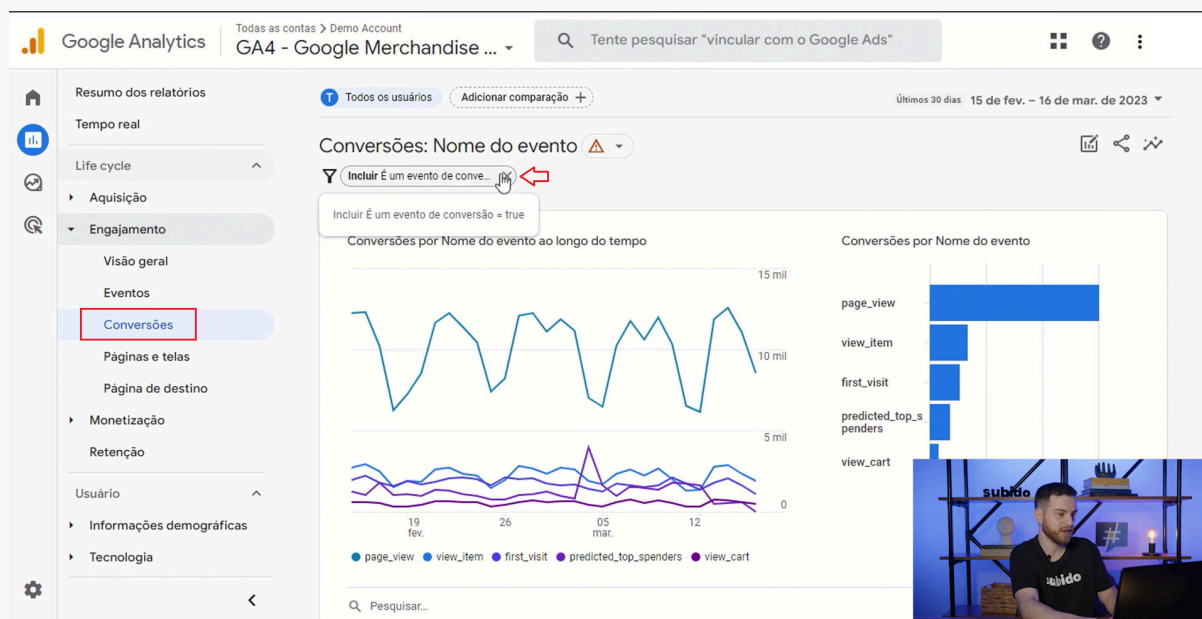 Google Analytics
Todas as contas > Demo Account
GA4 - Google Merchandise ...
Tente pesquisar "vincular com o Google Ads"
Resumo dos relatórios
Tempo real
Life cycle
Aquisição
Engajamento
Visão geral
Eventos
Conversões
Páginas e telas
Página de destino
Monetização
Retenção
Usuário
Informações demográficas
Tecnologia
T Todos os usuários
Adicionar comparação +
Últimos 30 dias 15 de fev. – 16 de mar. de 2023
Conversões: Nome do evento
Incluir É um evento de conve...
Incluir É um evento de conversão = true
Conversões por Nome do evento ao longo do tempo
15 mil
10 mil
5 mil
0
19 fev.
26
05 mar.
12
page_view view_item first_visit predicted_top_spenders view_cart
Pesquisar...
Conversões por Nome do evento
page_view
view_item
first_visit
predicted_top_s
penders
view_cart
subido
#
subido